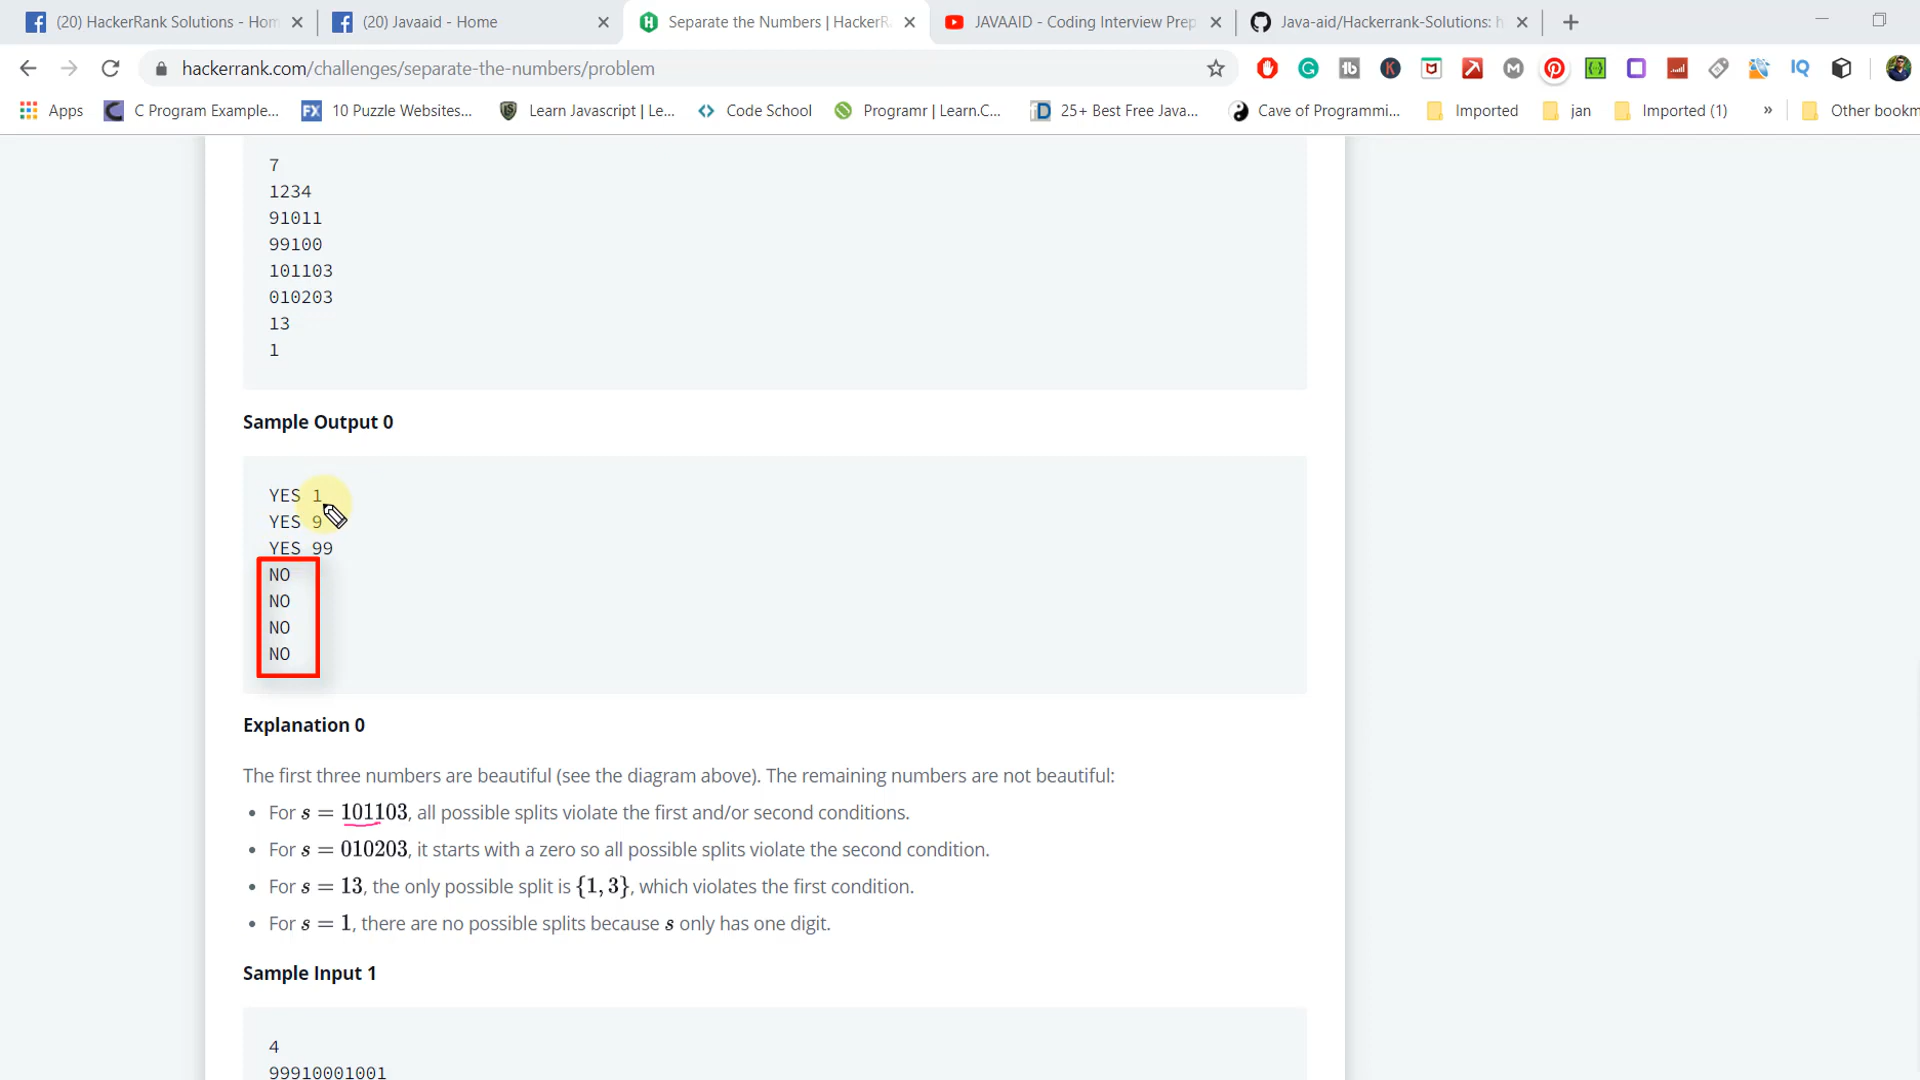 (20) HackerRank Solutions - Hom
(20) Javaaid - Home
Separate the Numbers | HackerR
JAVAAID - Coding Interview Prep
Java-aid/Hackerrank-Solutions: h
hackerrank.com/challenges/separate-the-numbers/problem
Apps
C Program Example...
10 Puzzle Websites...
Learn Javascript | Le...
Code School
Programr | Learn.C...
25+ Best Free Java...
Cave of Programmi...
Imported
jan
Imported (1)
»
Other bookm
7
1234
91011
99100
101103
010203
13
1
Sample Output 0
YES 1
YES 9
YES 99
NO
NO
NO
NO
Explanation 0
The first three numbers are beautiful (see the diagram above). The remaining numbers are not beautiful:
• For s = 101103, all possible splits violate the first and/or second conditions.
• For s = 010203, it starts with a zero so all possible splits violate the second condition.
• For s = 13, the only possible split is {1, 3}, which violates the first condition.
• For s = 1, there are no possible splits because s only has one digit.
Sample Input 1
4
99910001001